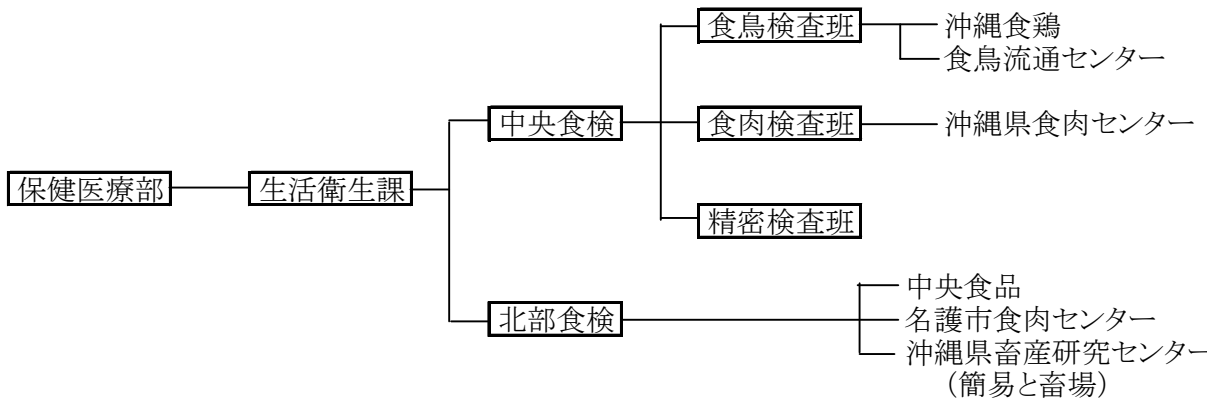 食鳥検査班
沖縄食鶏
食鳥流通センター
中央食検
食肉検査班
沖縄県食肉センター
保健医療部
生活衛生課
精密検査班
中央食品
北部食検
名護市食肉センター
沖縄県畜産研究センター
（簡易と畜場）